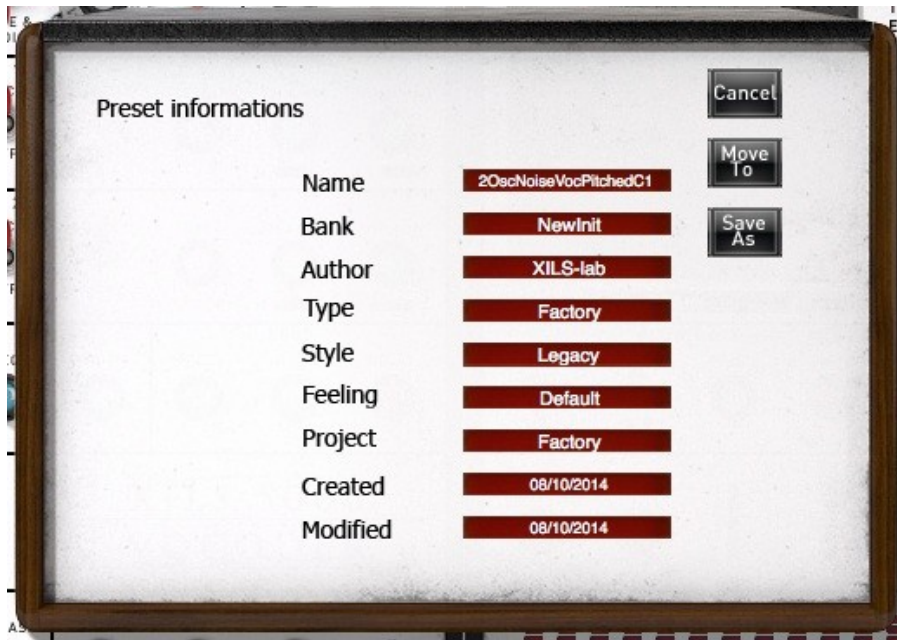 Preset informations
Cancel
Move
To
Save
As
Name 2OscNoiseVocPitchedC1
Bank NewInit
Author XILS-lab
Type Factory
Style Legacy
Feeling Default
Project Factory
Created 08/10/2014
Modified 08/10/2014